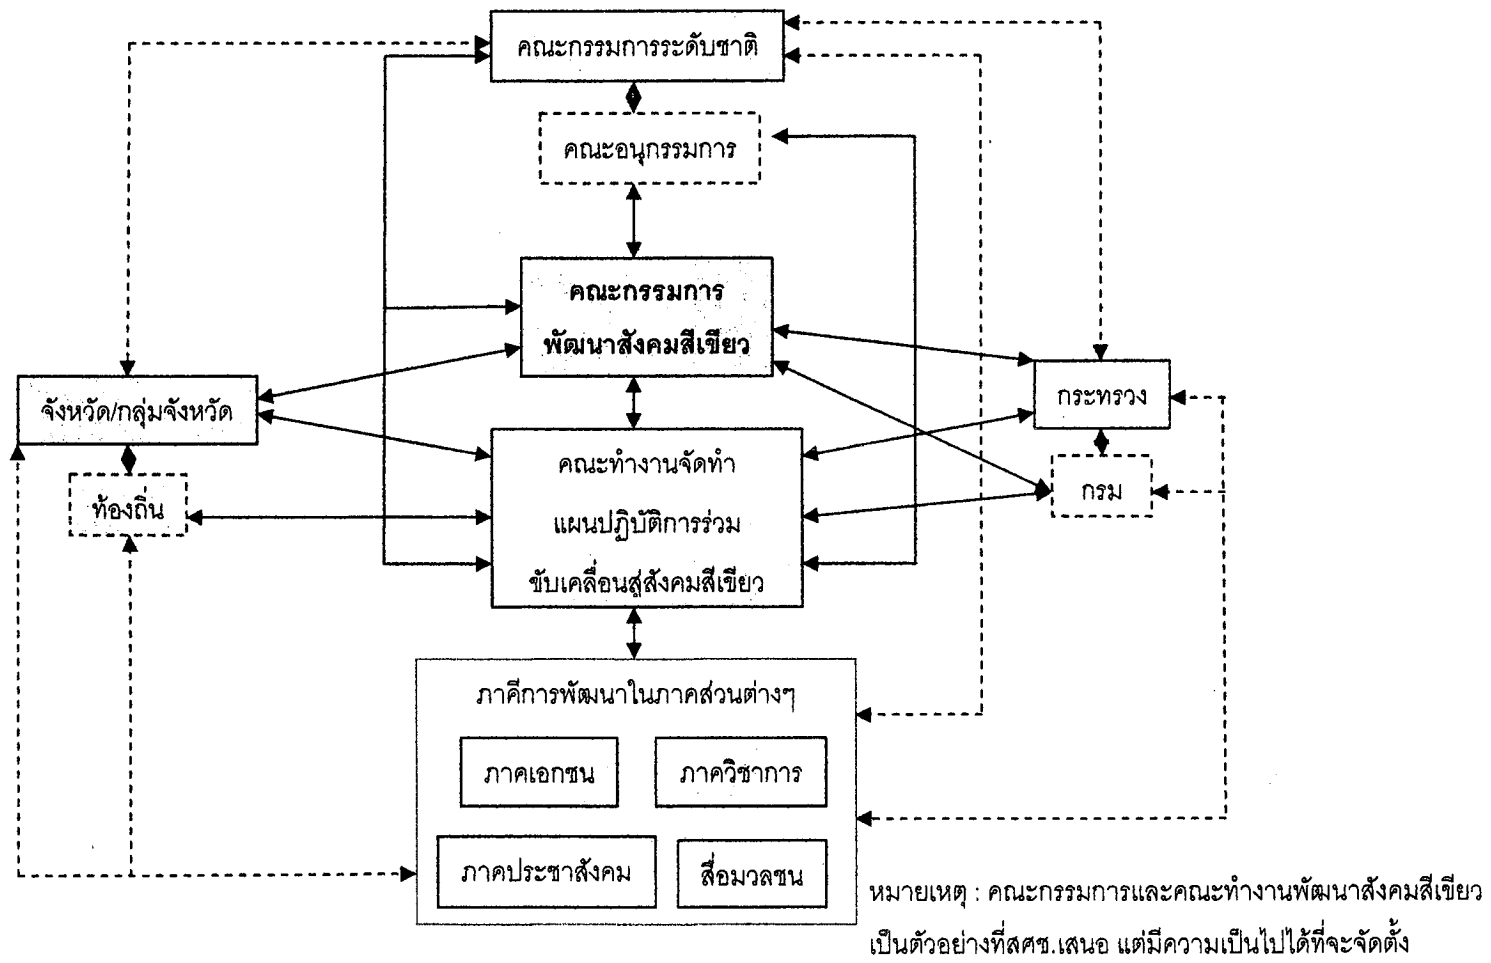 คณะกรรมการระดับชาติ
คณะอนุกรรมการ
คณะกรรมการ
พัฒนาสังคมสีเขียว
จังหวัด/กลุ่มจังหวัด
กระทรวง
ท้องถิ่น
กรม
คณะทำงานจัดทำ
แผนปฏิบัติการร่วม
ขับเคลื่อนสู่สังคมสีเขียว
ภาคีการพัฒนาในภาคส่วนต่างๆ
ภาคเอกชน
ภาควิชาการ
ภาคประชาสังคม
สื่อมวลชน
หมายเหตุ : คณะกรรมการและคณะทำงานพัฒนาสังคมสีเขียว
เป็นตัวอย่างที่สศช.เสนอ แต่มีความเป็นไปได้ที่จะจัดตั้ง